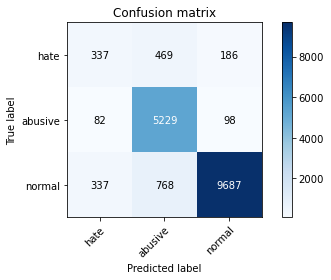 Confusion matrix
hate 337 469 186
8000
abusive 82 5229 98
6000
4000
normal 337 768 9687
2000
hate abusive normal
True label
Predicted label